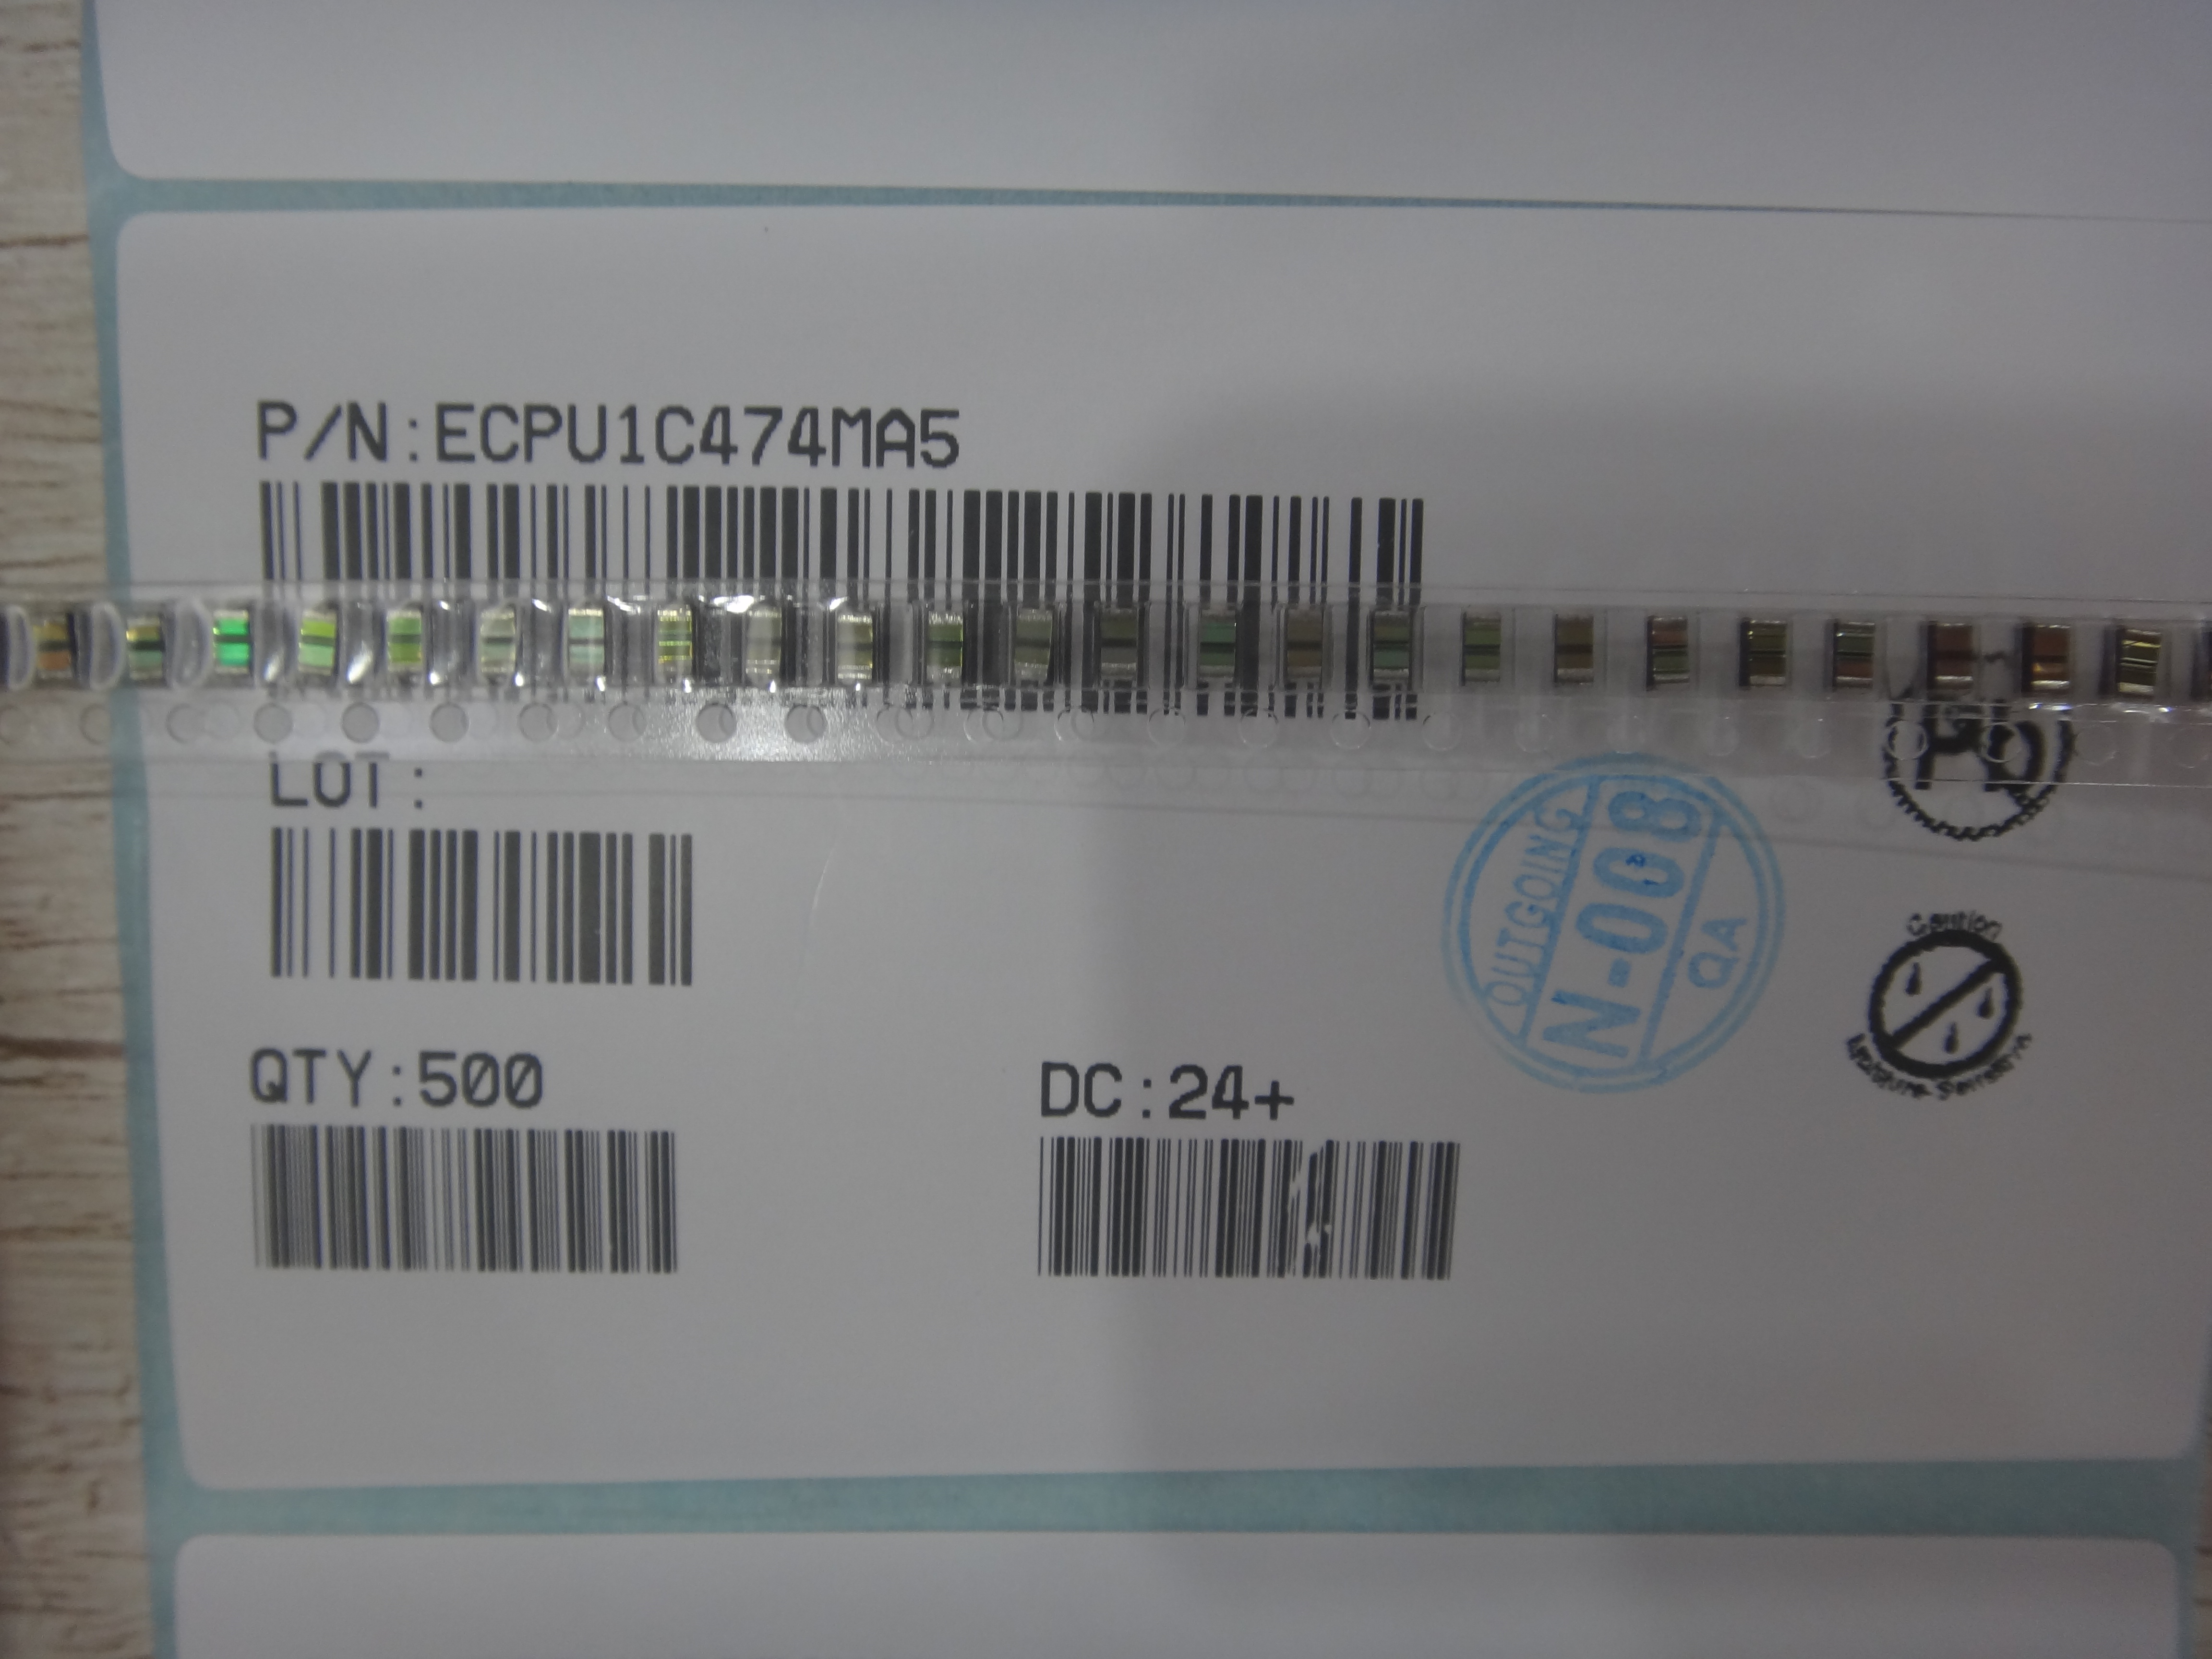 P/N:ECPU1C474MA5
LOT:
QTY:500
DC:24+
OUTGOING
N-008
QA
Caution